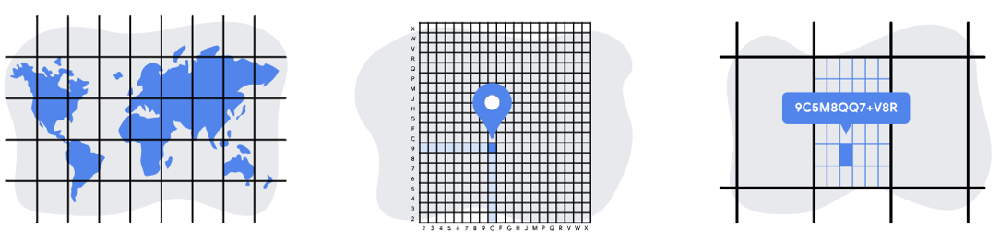 X
W
V
R
Q
P
M
J
H
G
F
C
9
8
7
6
5
4
3
2
2 3 4 5 6 7 8 9 C F G H J M P Q R V W X
9C5M8QQ7+V8R